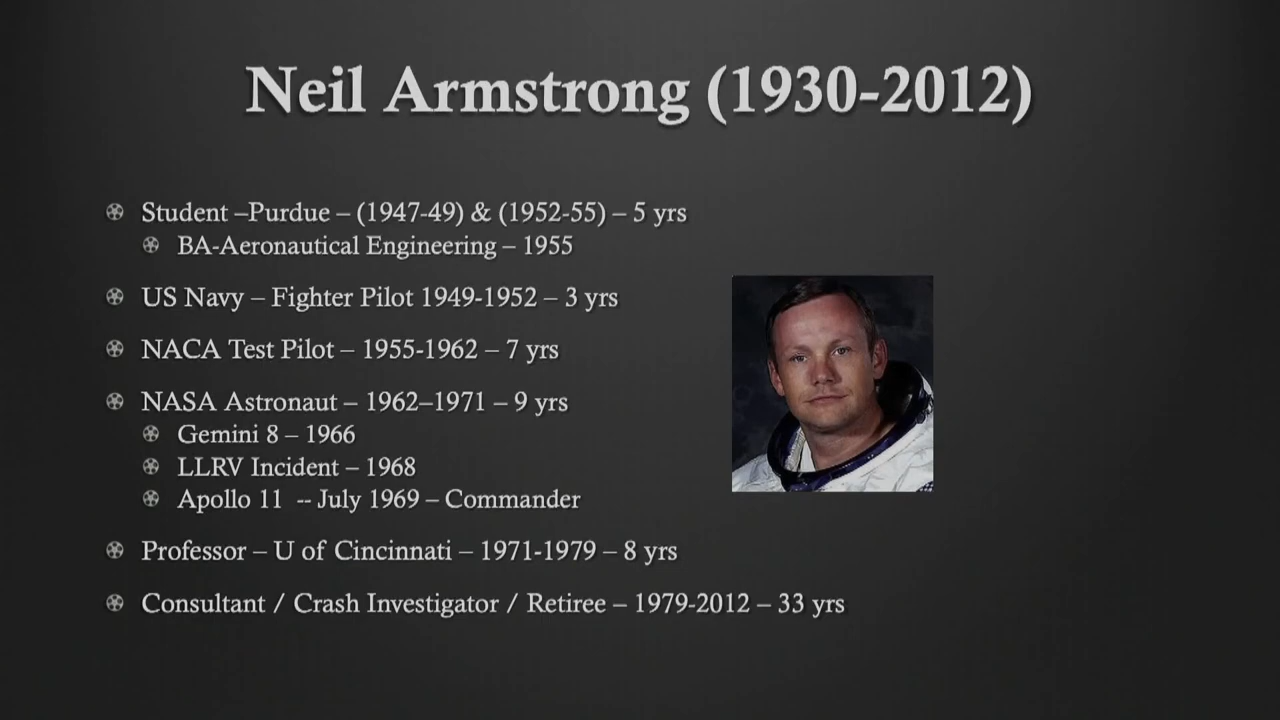 Neil Armstrong (1930-2012)
Student –Purdue – (1947-49) & (1952-55) – 5 yrs
BA-Aeronautical Engineering – 1955
US Navy – Fighter Pilot 1949-1952 – 3 yrs
NACA Test Pilot – 1955-1962 – 7 yrs
NASA Astronaut – 1962–1971 – 9 yrs
Gemini 8 – 1966
LLRV Incident – 1968
Apollo 11  -- July 1969 – Commander
Professor – U of Cincinnati – 1971-1979 – 8 yrs
Consultant / Crash Investigator / Retiree – 1979-2012 – 33 yrs